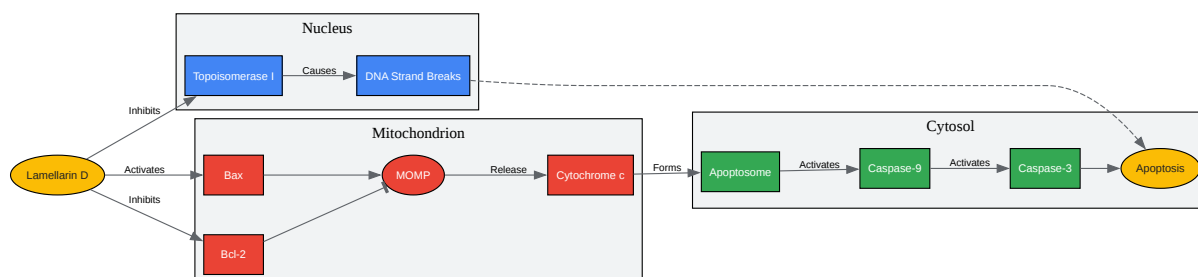 Nucleus
Topoisomerase I
Causes
DNA Strand Breaks
Inhibits
Mitochondrion
Cytosol
Lamellarin D
Activates
Bax
MOMP
Release
Cytochrome c
Forms
Apoptosome
Activates
Caspase-9
Activates
Caspase-3
Apoptosis
Inhibits
Bcl-2